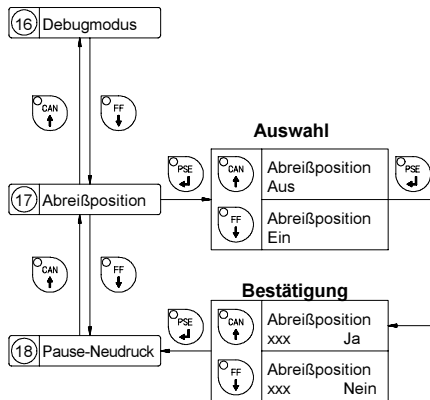 16 Debugmodus
CAN
FF
Auswahl
PSE
CAN
Abreißposition
Aus
PSE
17 Abreißposition
FF
Abreißposition
Ein
CAN
FF
Bestätigung
PSE
CAN
Abreißposition
xxx Ja
18 Pause-Neudruck
FF
Abreißposition
xxx Nein